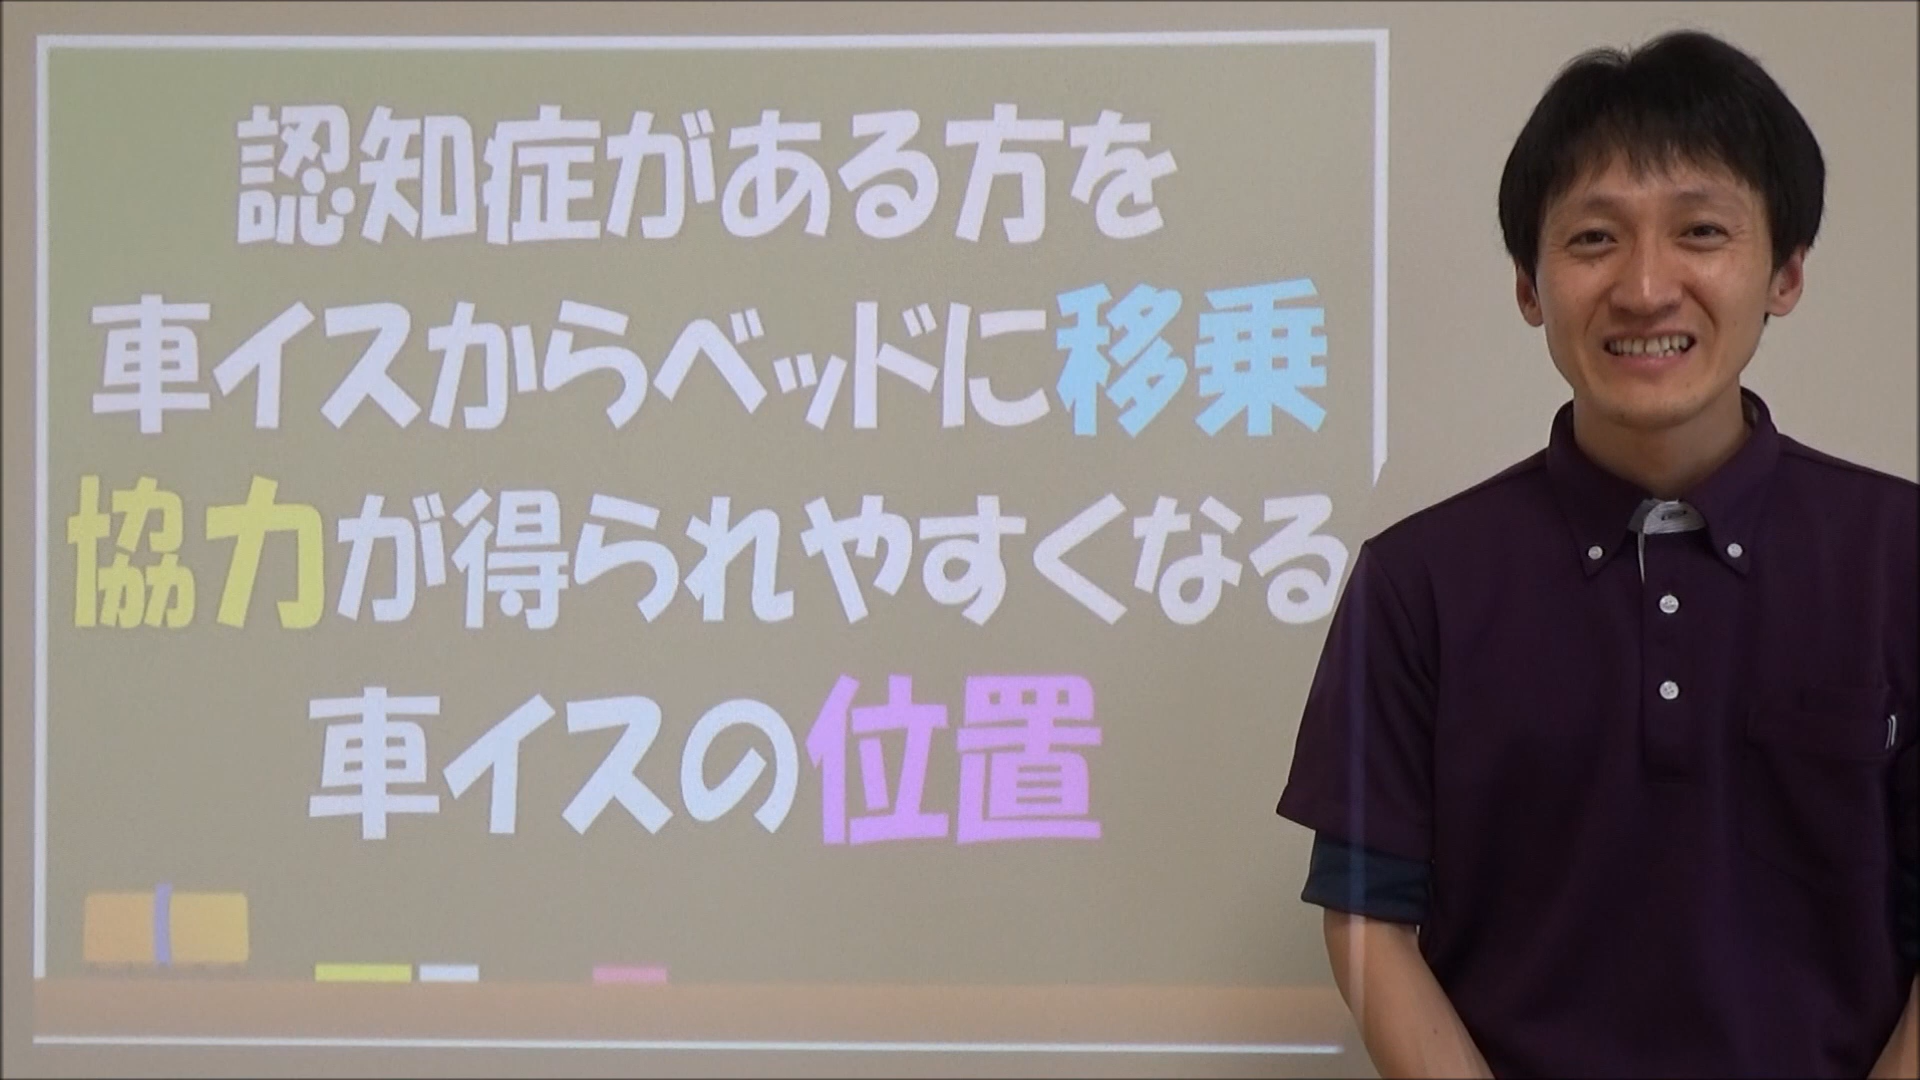 認知症がある方を
車イスからベッドに移乗
協力が得られやすくなる
車イスの位置